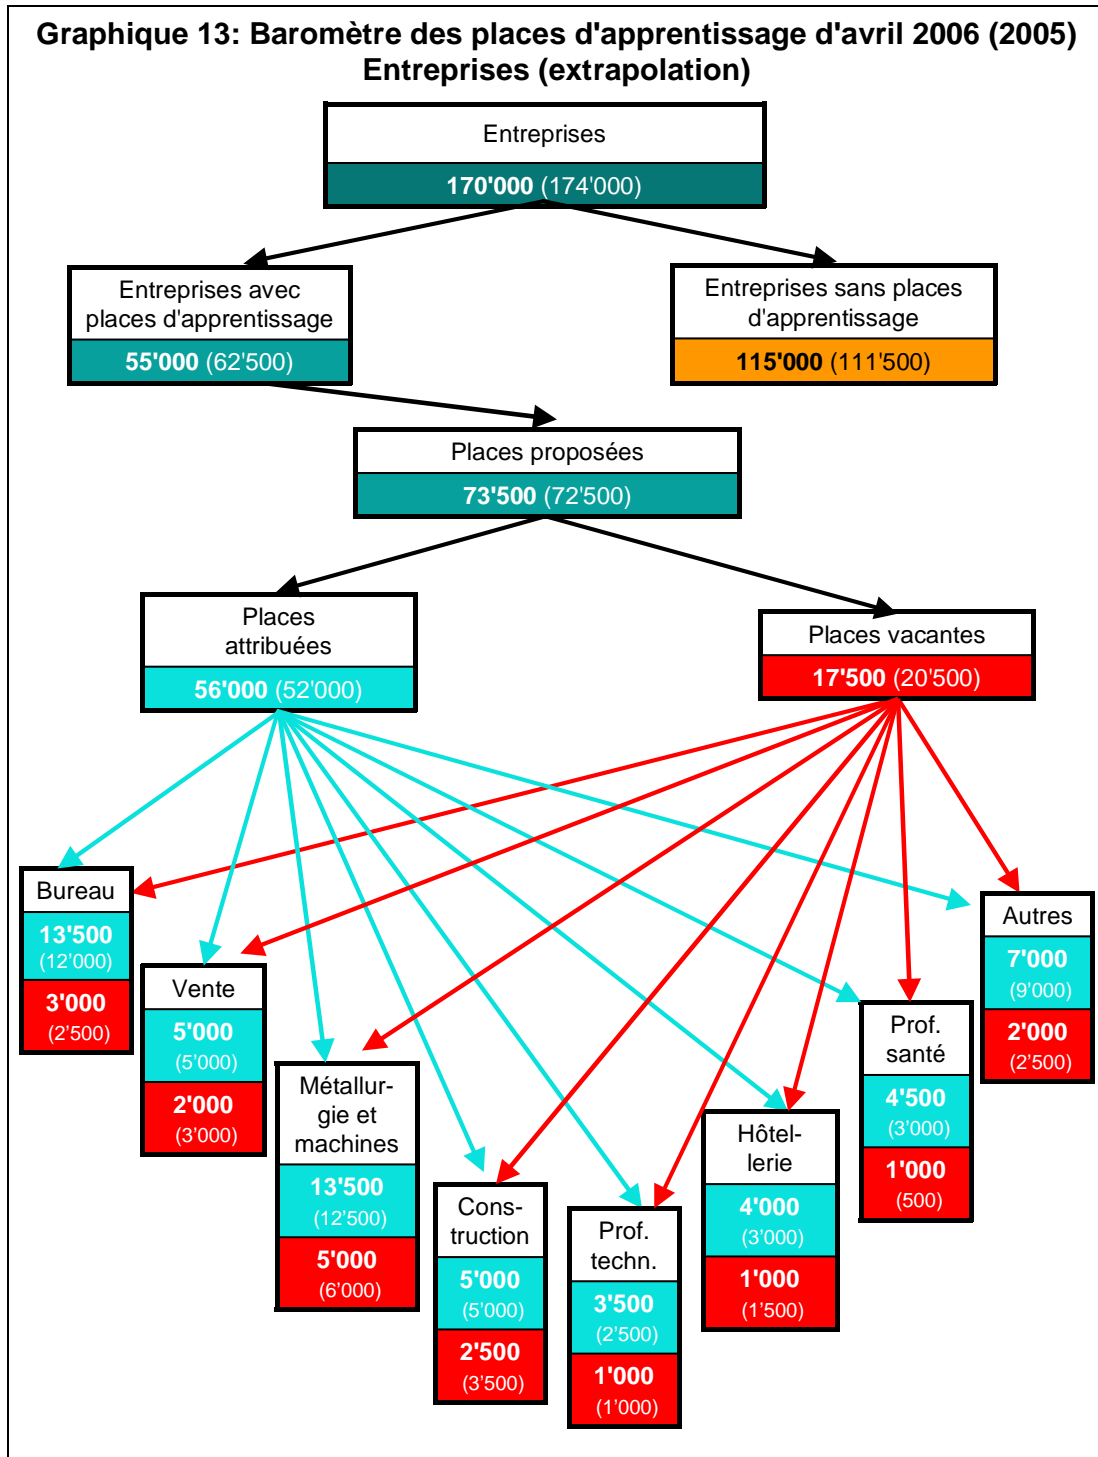 Graphique 13: Baromètre des places d'apprentissage d'avril 2006 (2005)
Entreprises (extrapolation)
Entreprises
170'000 (174'000)
Entreprises avec
places d'apprentissage
55'000 (62'500)
Entreprises sans places
d'apprentissage
115'000 (111'500)
Places proposées
73'500 (72'500)
Places
attribuées
56'000 (52'000)
Places vacantes
17'500 (20'500)
Bureau
13'500
(12'000)
3'000
(2’500)
Vente
5'000
(5’000)
2'000
(3’000)
Métallur-
gie et
machines
13'500
(12’500)
5'000
(6’000)
Cons-
truction
5'000
(5’000)
2'500
(3’500)
Prof.
techn.
3'500
(2’500)
1'000
(1’000)
Hôtel-
lerie
4'000
(3’000)
1'000
(1’500)
Prof.
santé
4'500
(3’000)
1'000
(500)
Autres
7'000
(9’000)
2'000
(2’500)